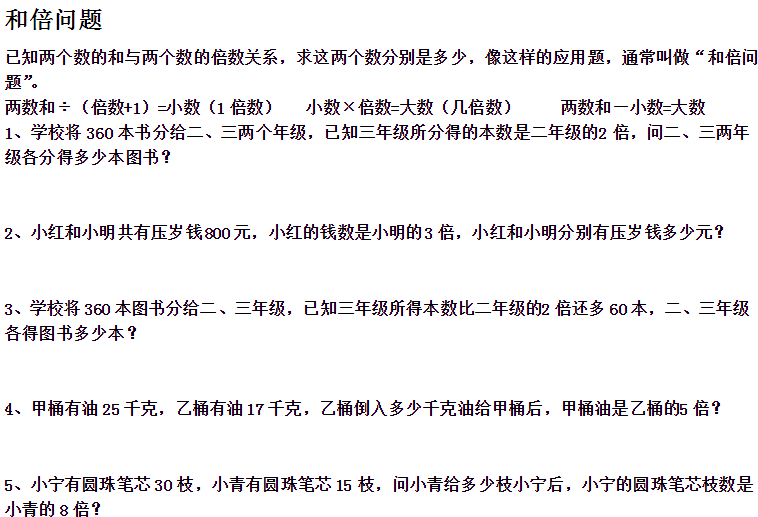 和倍问题
已知两个数的和与两个数的倍数关系，求这两个数分别是多少，像这样的应用题，通常叫做“和倍问
题”。
两数和÷（倍数+1）=小数（1倍数） 小数×倍数=大数（几倍数） 两数和－小数=大数
1、学校将360本书分给二、三两个年级，已知三年级所分得的本数是二年级的2倍，问二、三两年
级各分得多少本图书？
2、小红和小明共有压岁钱800元，小红的钱数是小明的3倍，小红和小明分别有压岁钱多少元？
3、学校将360本图书分给二、三年级，已知三年级所得本数比二年级的2倍还多60本，二、三年级
各得图书多少本？
4、甲桶有油25千克，乙桶有油17千克，乙桶倒入多少千克油给甲桶后，甲桶油是乙桶的5倍？
5、小宁有圆珠笔芯30枝，小青有圆珠笔芯15枝，问小青给多少枝小宁后，小宁的圆珠笔芯枝数是
小青的8倍？